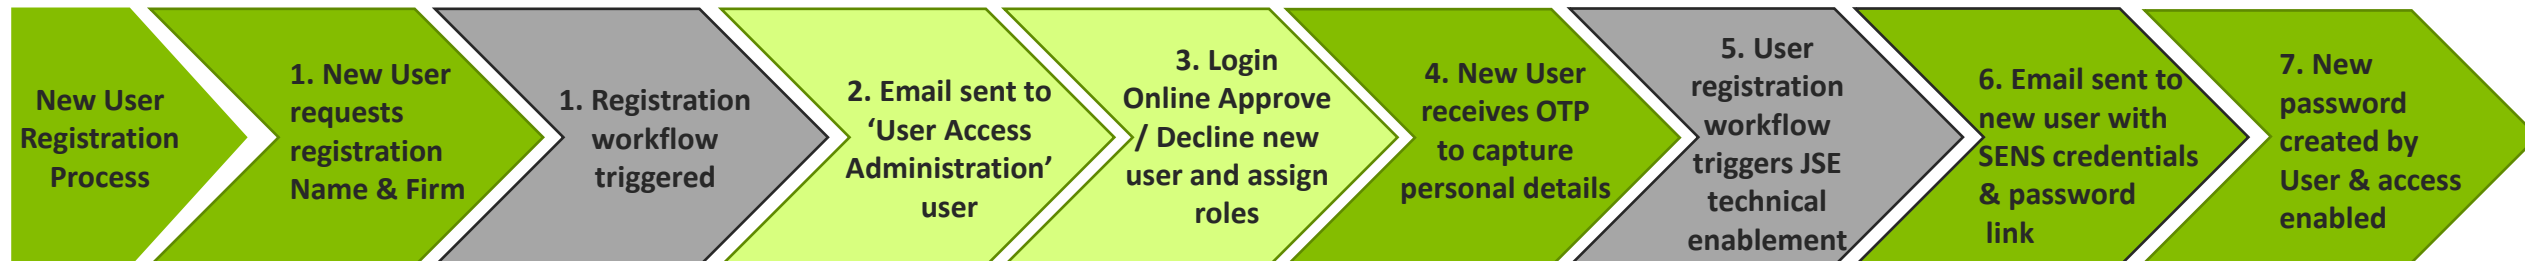 New User
Registration
Process
1. New User
requests
registration
Name & Firm
1. Registration
workflow
triggered
2. Email sent to
‘User Access
Administration’
user
3. Login
Online Approve
/ Decline new
user and assign
roles
4. New User
receives OTP
to capture
personal details
5. User
registration
workflow
triggers JSE
technical
enablement
6. Email sent to
new user with
SENS credentials
& password
link
7. New
password
created by
User & access
enabled